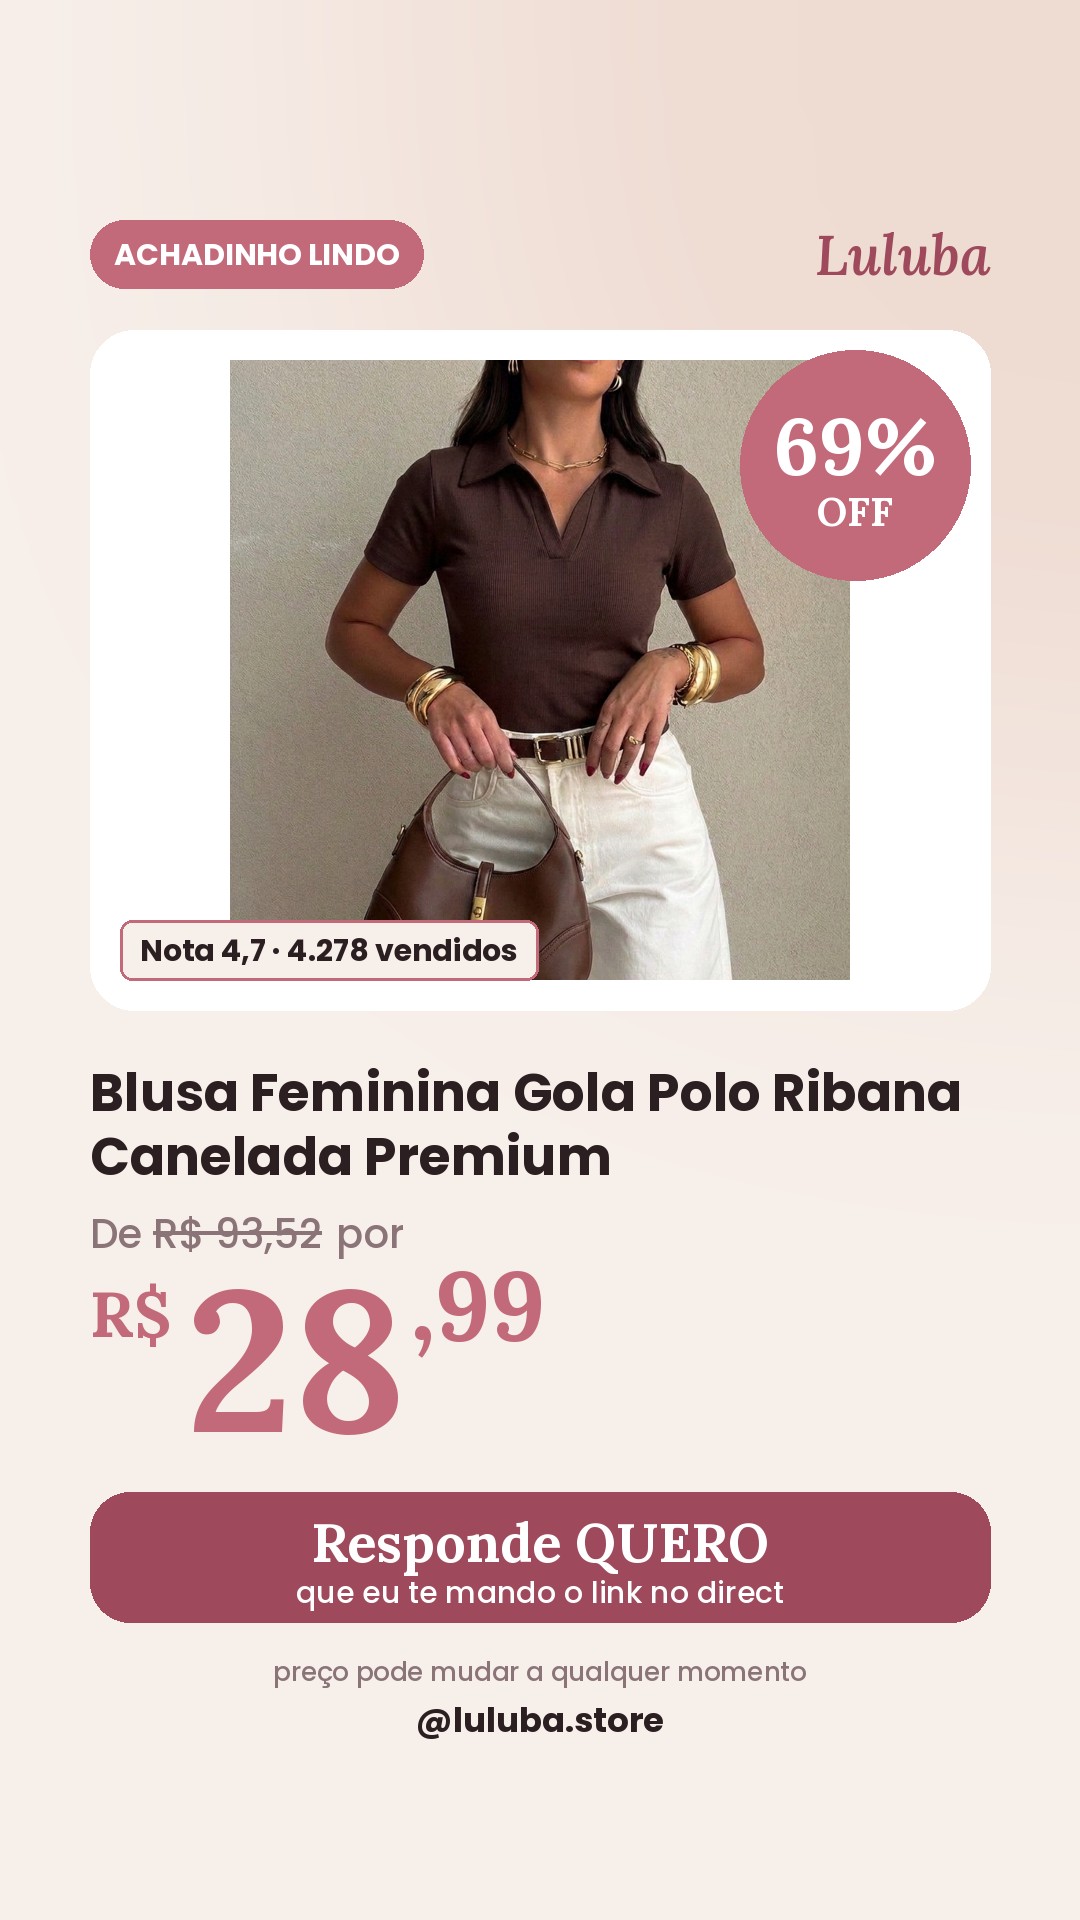 ACHADINHO LINDO
Luluba
69%
OFF
Nota 4,7 · 4.278 vendidos
Blusa Feminina Gola Polo Ribana
Canelada Premium
De R$ 93,52 por
R$ 28,99
Responde QUERO
que eu te mando o link no direct
preço pode mudar a qualquer momento
@luluba.store